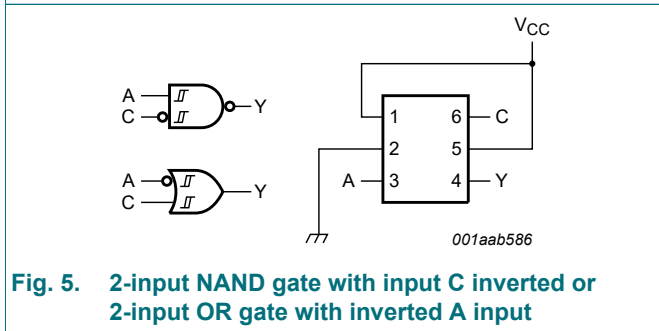 VCC
A
C
Y
A
C
Y
1
2
3
6
5
4
A
C
Y
001aab586
Fig. 5. 2-input NAND gate with input C inverted or
2-input OR gate with inverted A input